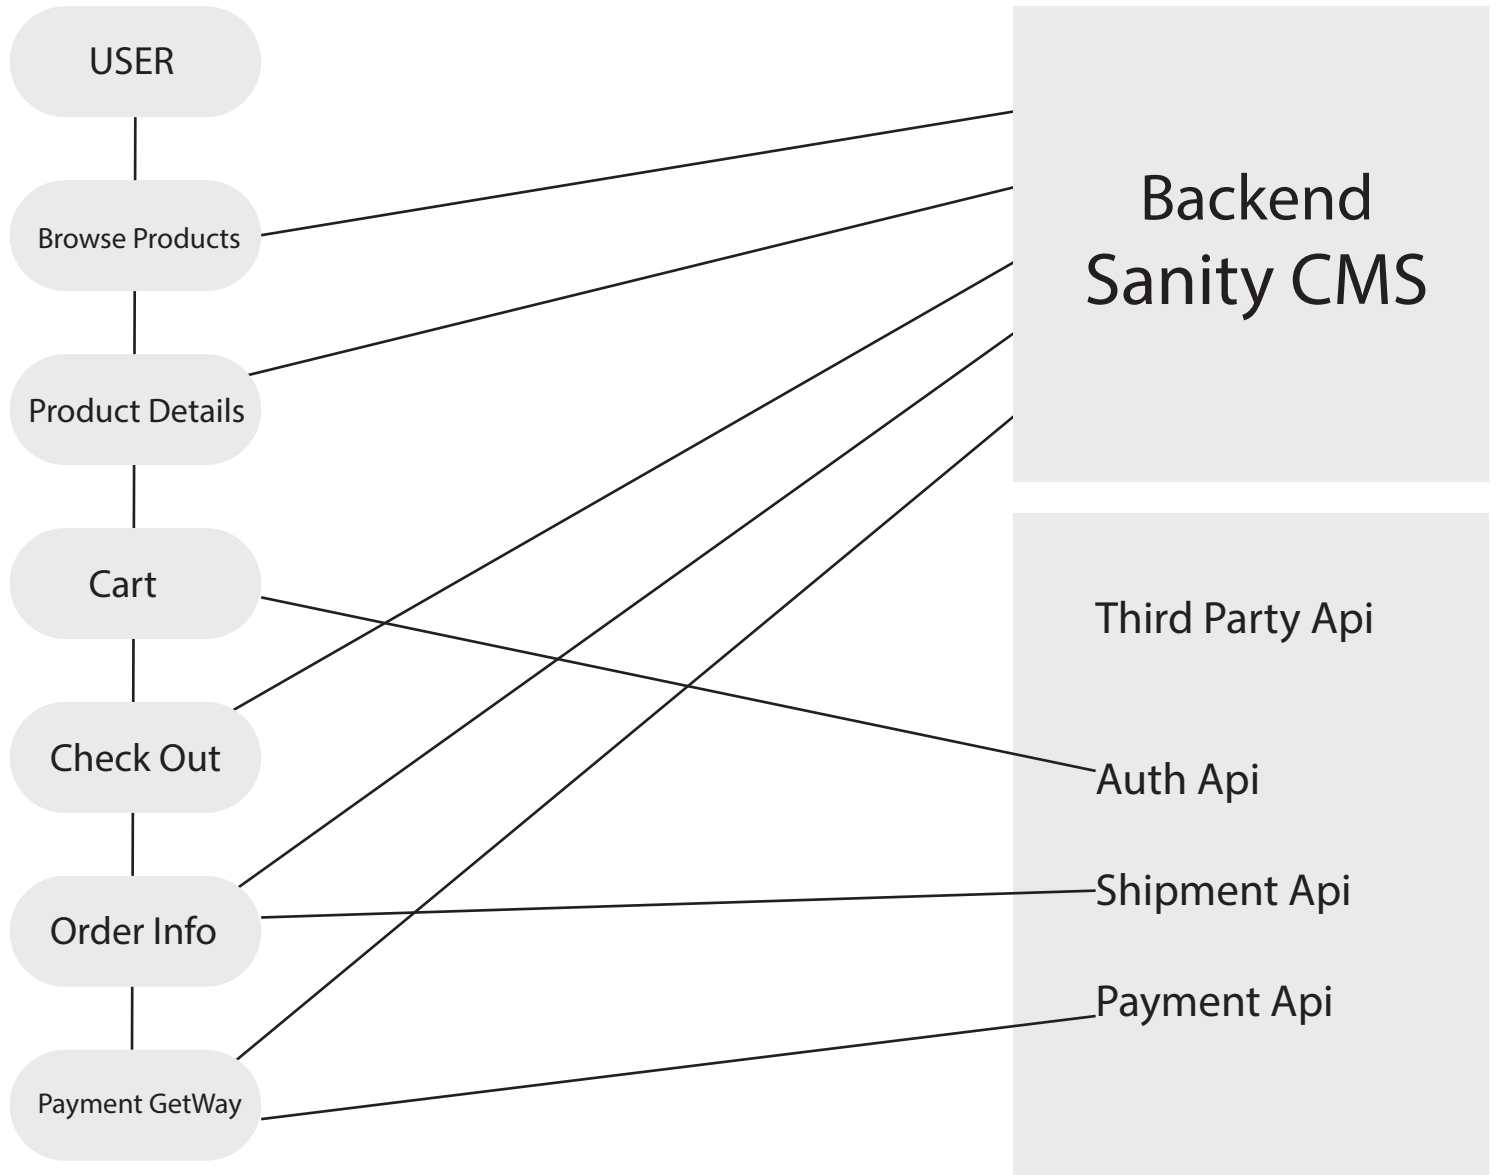 USER
Browse Products
Product Details
Cart
Check Out
Order Info
Payment GetWay
Backend
Sanity CMS
Third Party Api
Auth Api
Shipment Api
Payment Api